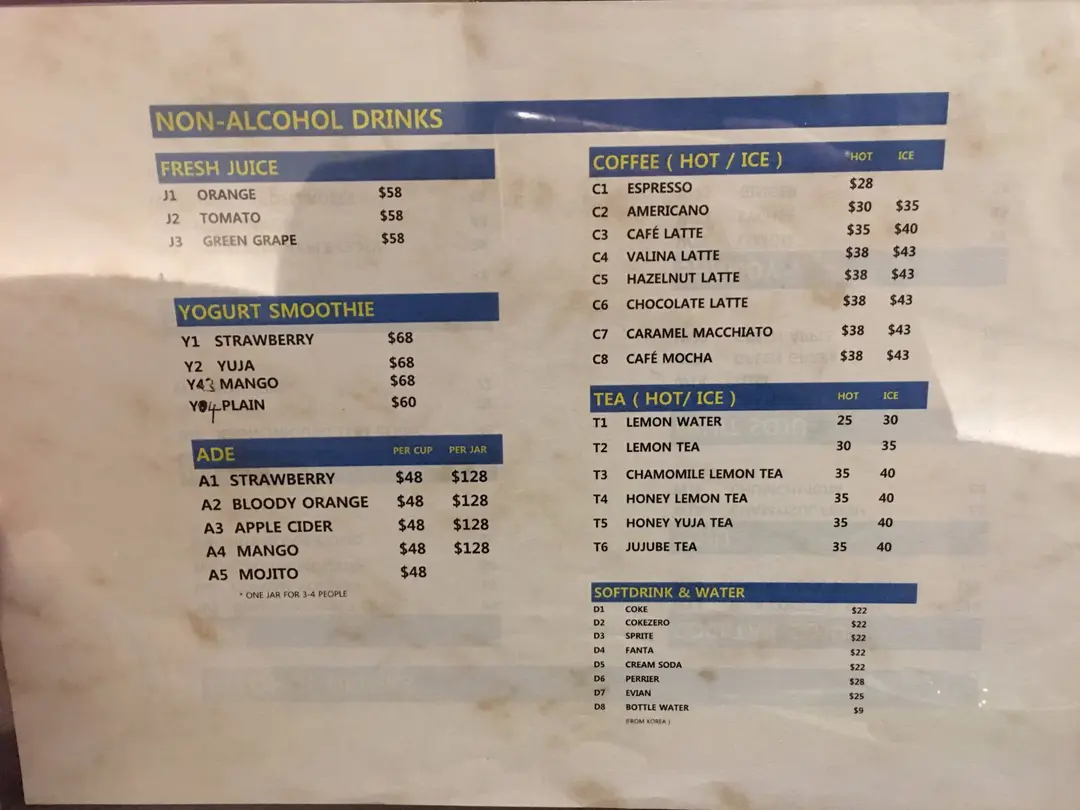 NON-ALCOHOL DRINKS
FRESH JUICE
J1 ORANGE $58
J2 TOMATO $58
J3 GREEN GRAPE $58
YOGURT SMOOTHIE
Y1 STRAWBERRY $68
Y2 YUJA $68
Y43 MANGO $68
Y04 PLAIN $60
ADE PER CUP PER JAR
A1 STRAWBERRY $48 $128
A2 BLOODY ORANGE $48 $128
A3 APPLE CIDER $48 $128
A4 MANGO $48 $128
A5 MOJITO $48
* ONE JAR FOR 3-4 PEOPLE
COFFEE ( HOT / ICE ) HOT ICE
C1 ESPRESSO $28
C2 AMERICANO $30 $35
C3 CAFÉ LATTE $35 $40
C4 VALINA LATTE $38 $43
C5 HAZELNUT LATTE $38 $43
C6 CHOCOLATE LATTE $38 $43
C7 CARAMEL MACCHIATO $38 $43
C8 CAFÉ MOCHA $38 $43
TEA ( HOT/ ICE ) HOT ICE
T1 LEMON WATER 25 30
T2 LEMON TEA 30 35
T3 CHAMOMILE LEMON TEA 35 40
T4 HONEY LEMON TEA 35 40
T5 HONEY YUJA TEA 35 40
T6 JUJUBE TEA 35 40
SOFTDRINK & WATER
D1 COKE $22
D2 COKEZERO $22
D3 SPRITE $22
D4 FANTA $22
D5 CREAM SODA $22
D6 PERRIER $28
D7 EVIAN $25
D8 BOTTLE WATER $9
(FROM KOREA )